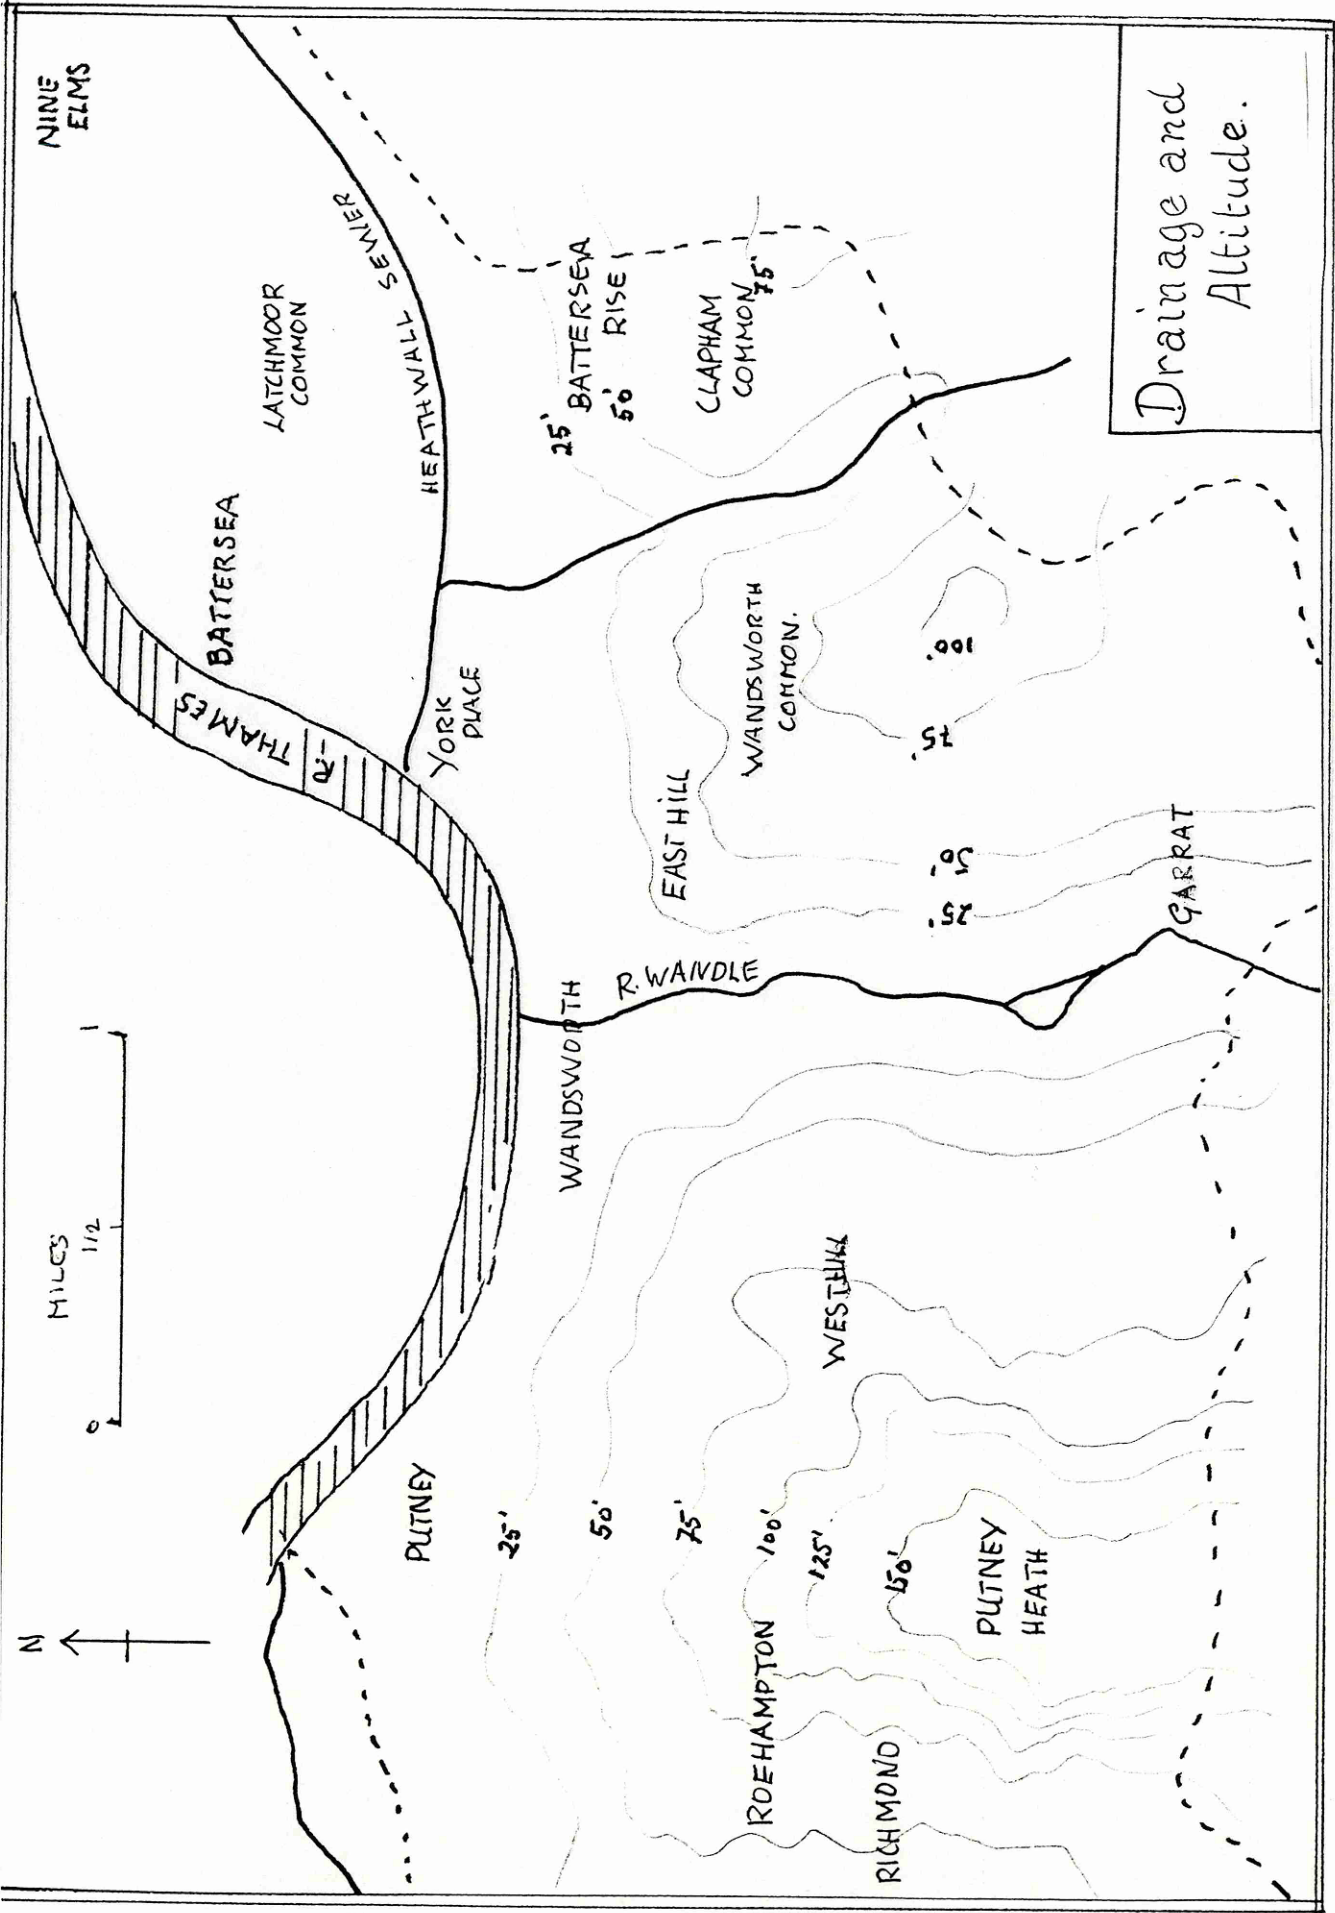 N
MILES
0 1/2 1
NINE
ELMS
LATCHMOOR
COMMON
HEATHWALL SEWER
BATTERSEA
THAMES
R.
YORK
PLACE
PUTNEY
WANDSWORTH
R. WANDLE
EAST HILL
WANDSWORTH
COMMON.
BATTERSEA
RISE
CLAPHAM
COMMON
25'
50'
75'
25'
50'
75'
100'
125'
150'
25'
50'
75'
100'
ROEHAMPTON
RICHMOND
WESTHILL
PUTNEY
HEATH
GARRAT
Drainage and
Altitude.